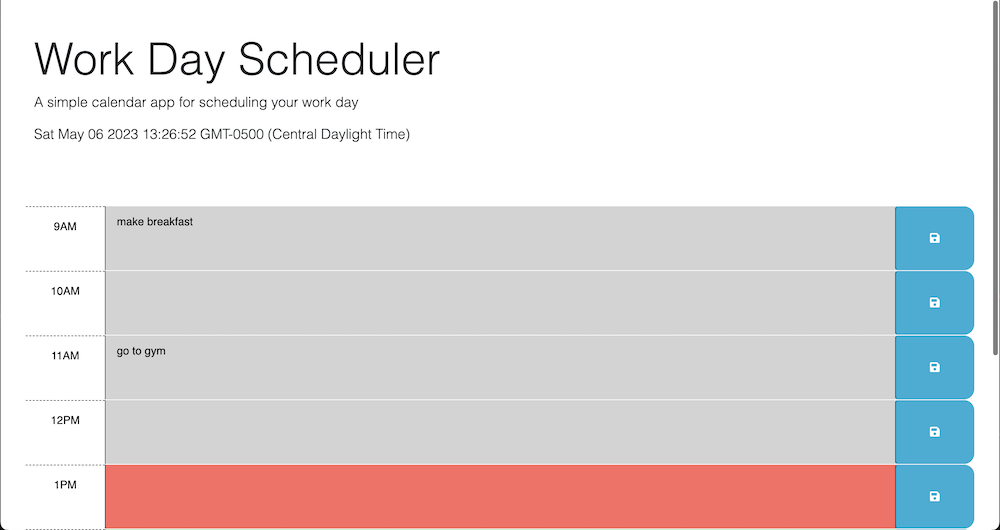 Work Day Scheduler
A simple calendar app for scheduling your work day
Sat May 06 2023 13:26:52 GMT-0500 (Central Daylight Time)
9AM make breakfast
10AM
11AM go to gym
12PM
1PM